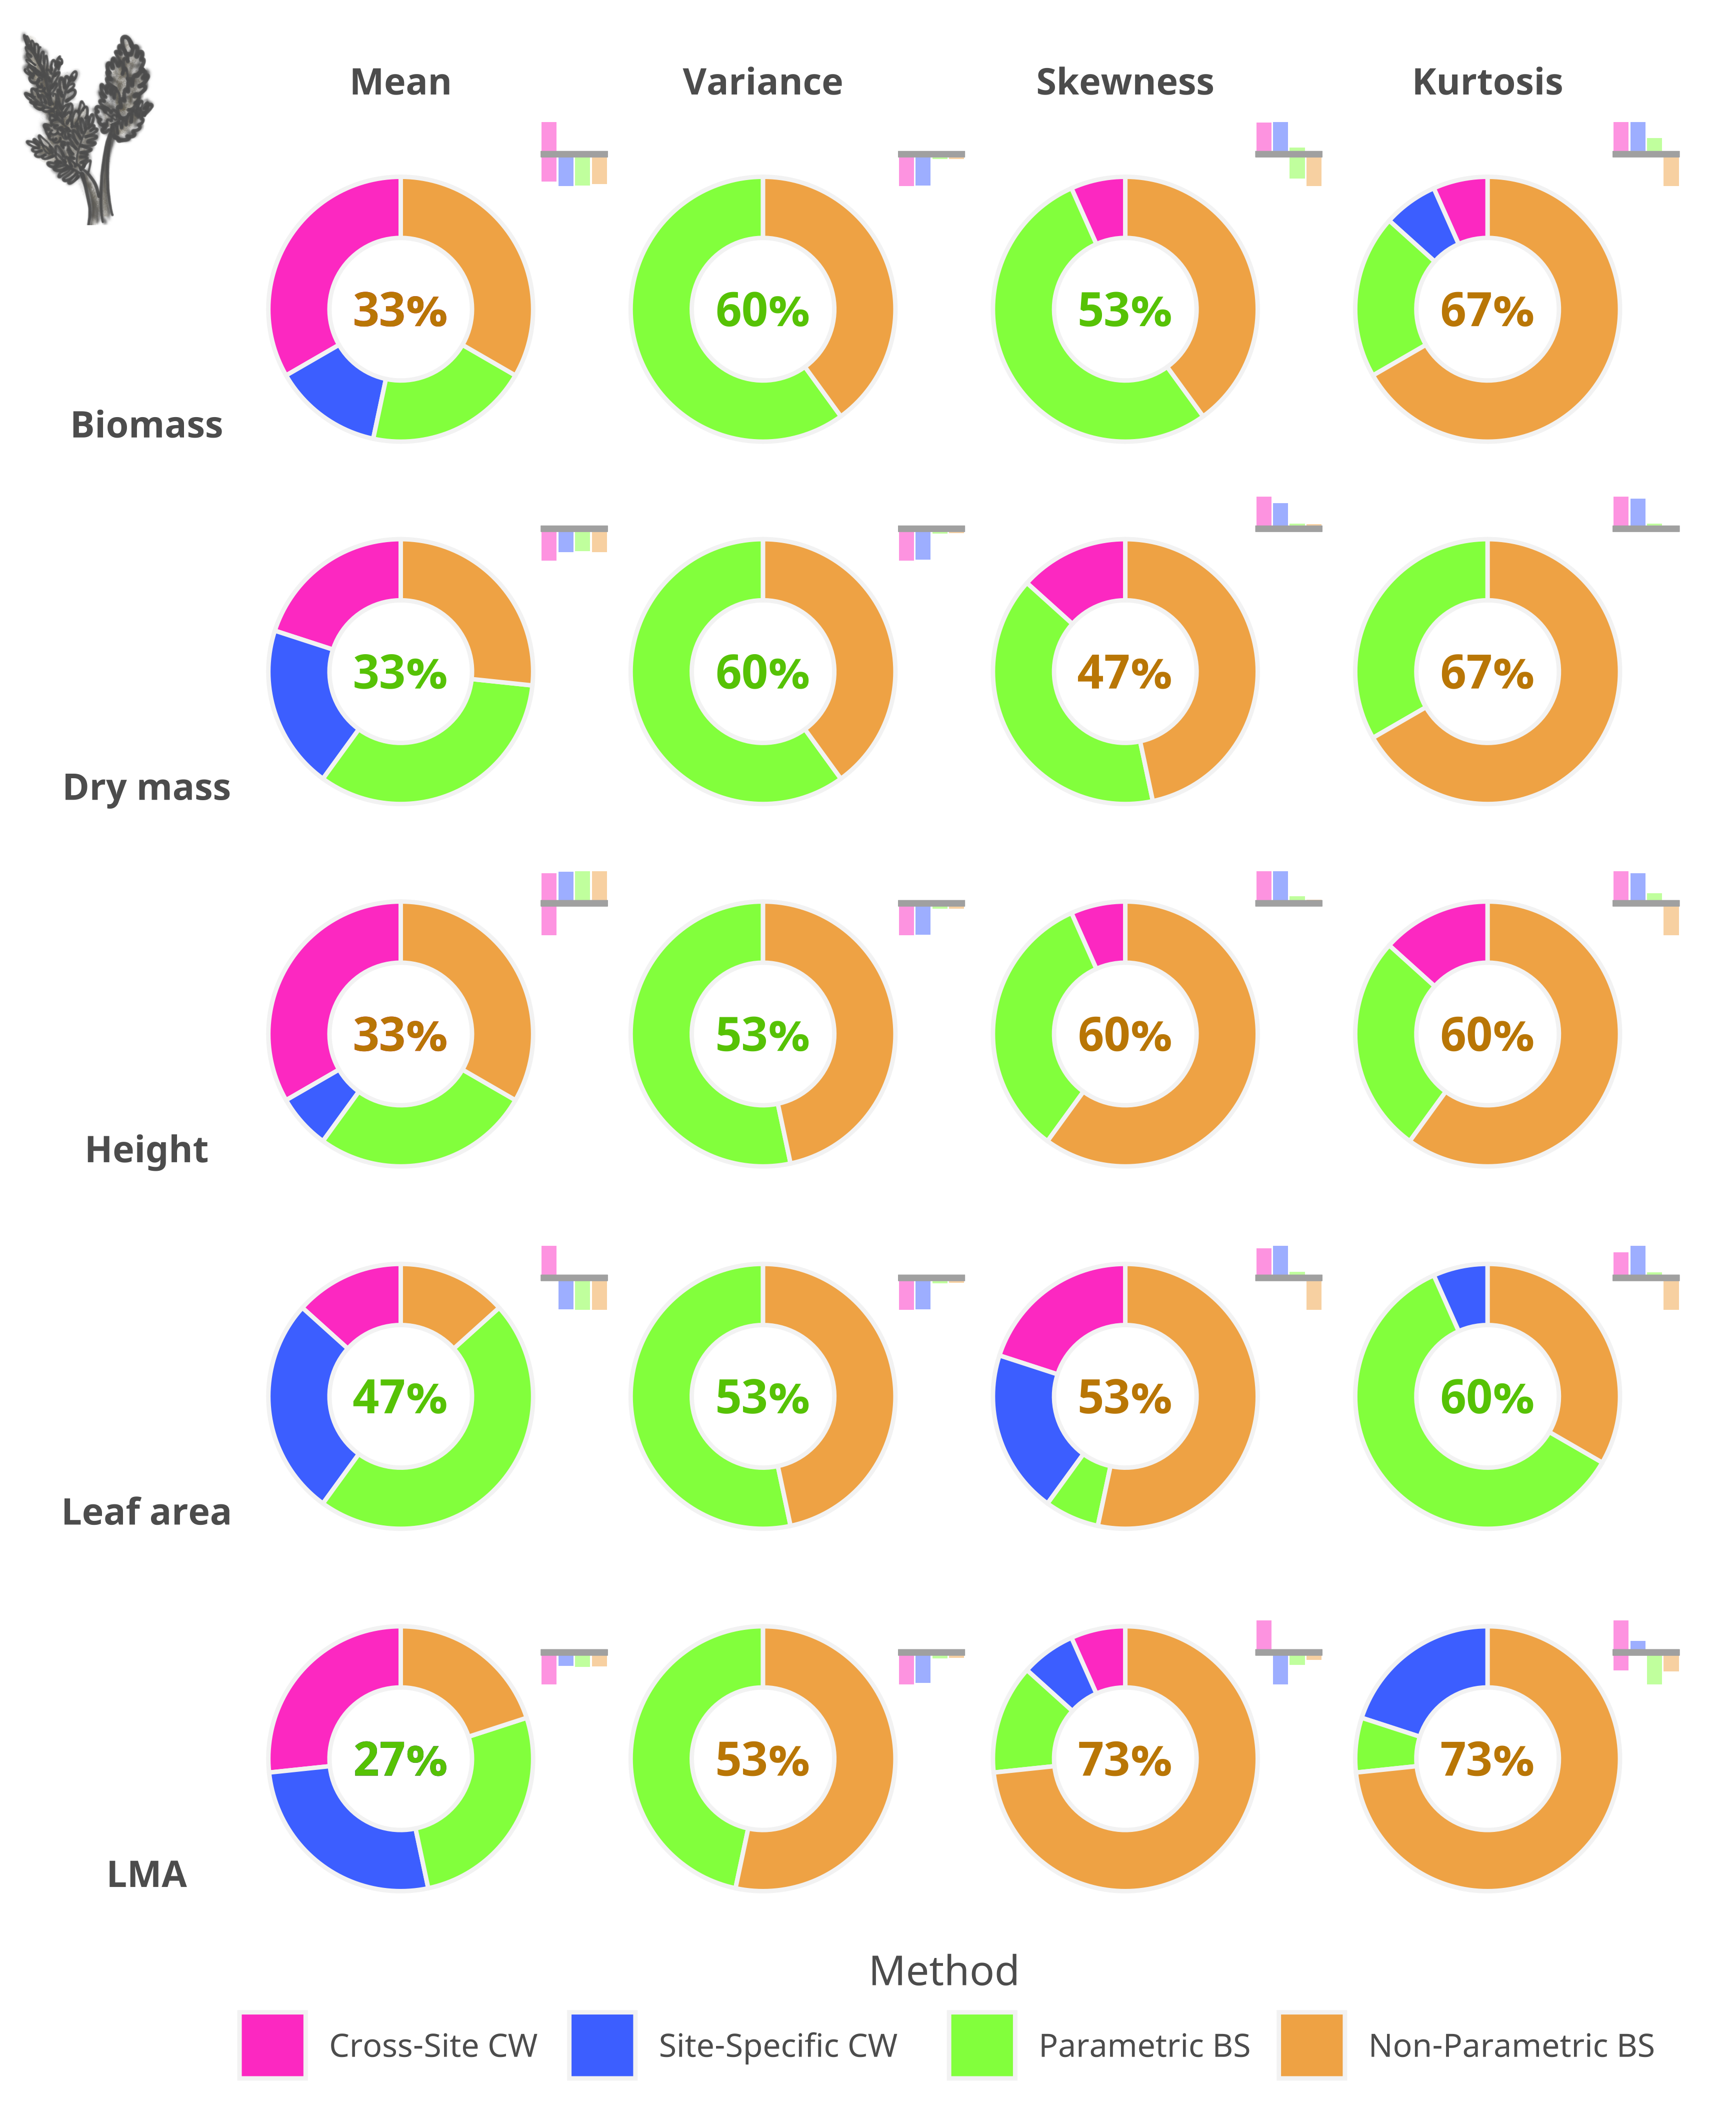 Mean Variance Skewness Kurtosis
33% 60% 53% 67%
Biomass
33% 60% 47% 67%
Dry mass
33% 53% 60% 60%
Height
47% 53% 53% 60%
Leaf area
27% 53% 73% 73%
LMA
Method
Cross-Site CW Site-Specific CW Parametric BS Non-Parametric BS